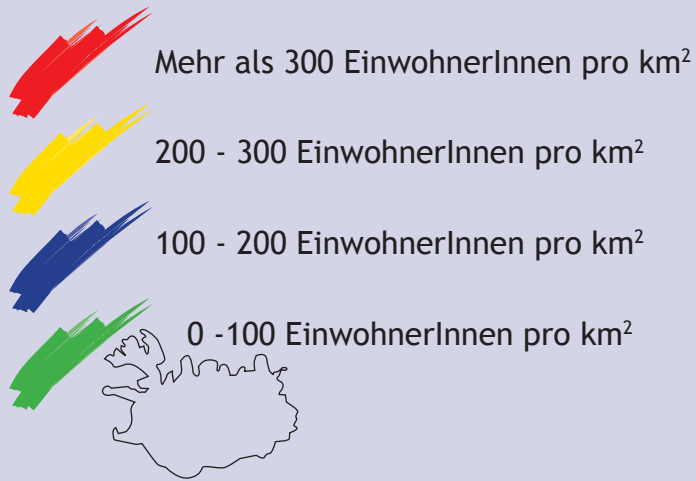 Mehr als 300 EinwohnerInnen pro km²
200 - 300 EinwohnerInnen pro km²
100 - 200 EinwohnerInnen pro km²
0 -100 EinwohnerInnen pro km²